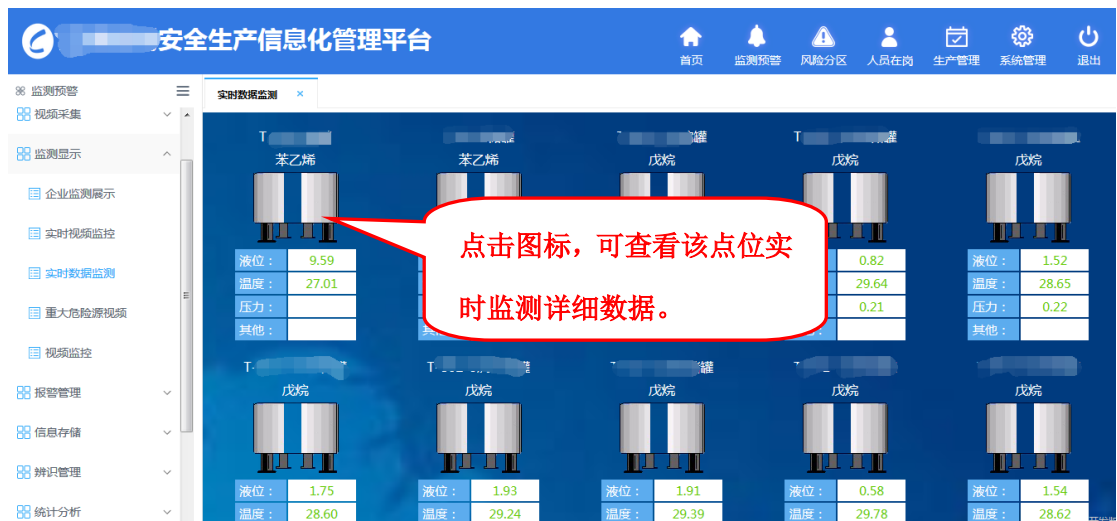 安全生产信息化管理平台
首页 监测预警 风险分区 人员在岗 生产管理 系统管理 退出
监测预警
实时数据监测 ×
视频采集
监测显示
企业监测展示
实时视频监控
实时数据监测
重大危险源视频
视频监控
报警管理
信息存储
辨识管理
统计分析
T 罐 T 罐
苯乙烯 苯乙烯 戊烷 戊烷 戊烷
点击图标，可查看该点位实
时监测详细数据。
液位： 9.59 0.82 液位： 1.52
温度： 27.01 29.64 温度： 28.65
压力： 0.21 压力： 0.22
其他： 其他：
T- T 罐 T 罐 T
戊烷 戊烷 戊烷 戊烷 戊烷
液位： 1.75 液位： 1.93 液位： 1.91 液位： 0.58 液位： 1.54
温度： 28.60 温度： 29.24 温度： 29.39 温度： 29.78 温度： 28.62